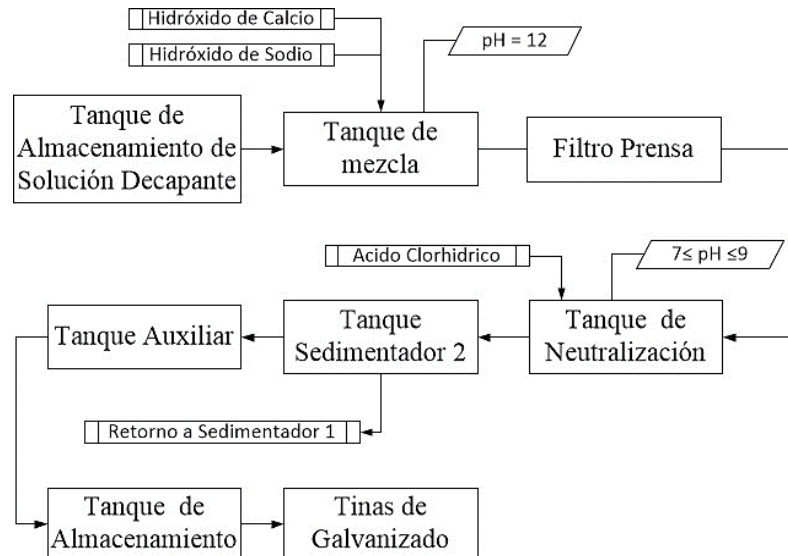 Hidróxido de Calcio
Hidróxido de Sodio
pH = 12
Tanque de
Almacenamiento de
Solución Decapante
Tanque de
mezcla
Filtro Prensa
Acido Clorhidrico
7≤ pH ≤9
Tanque Auxiliar
Tanque
Sedimentador 2
Tanque de
Neutralización
Retorno a Sedimentador 1
Tanque de
Almacenamiento
Tinas de
Galvanizado